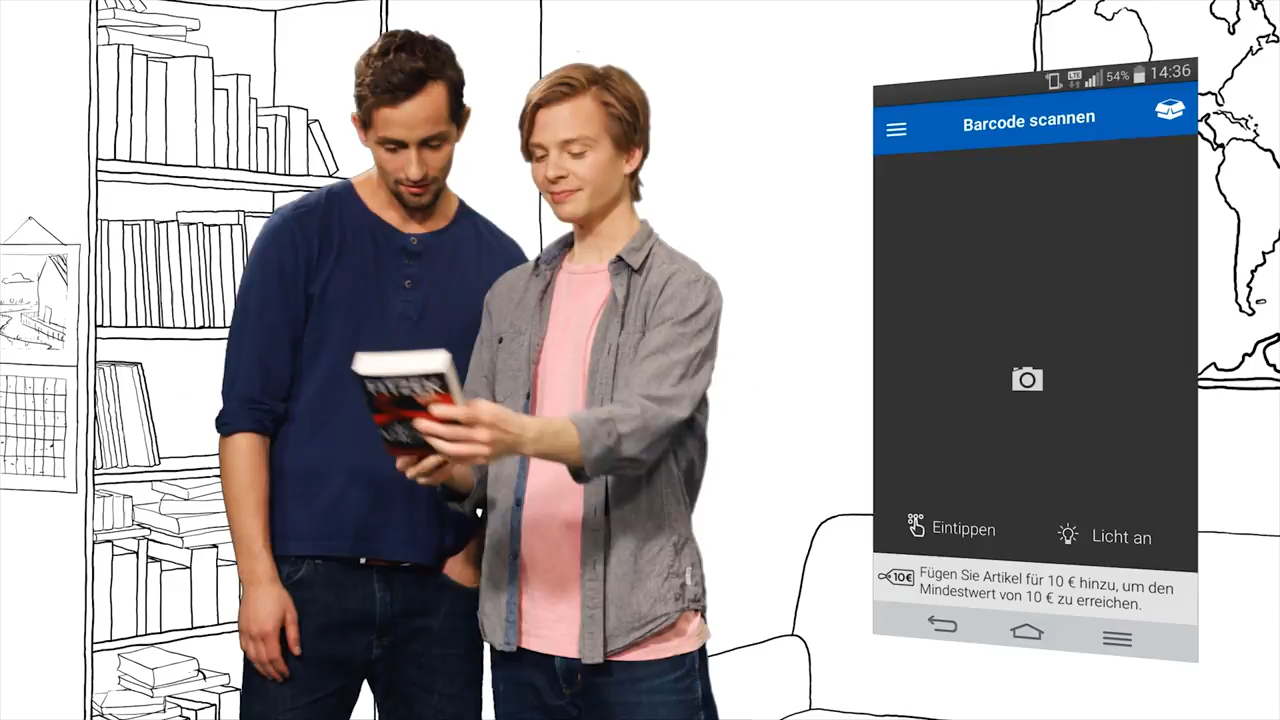 54% 14:36
Barcode scannen
Eintippen
Licht an
10€
Fügen Sie Artikel für 10 € hinzu, um den
Mindestwert von 10 € zu erreichen.